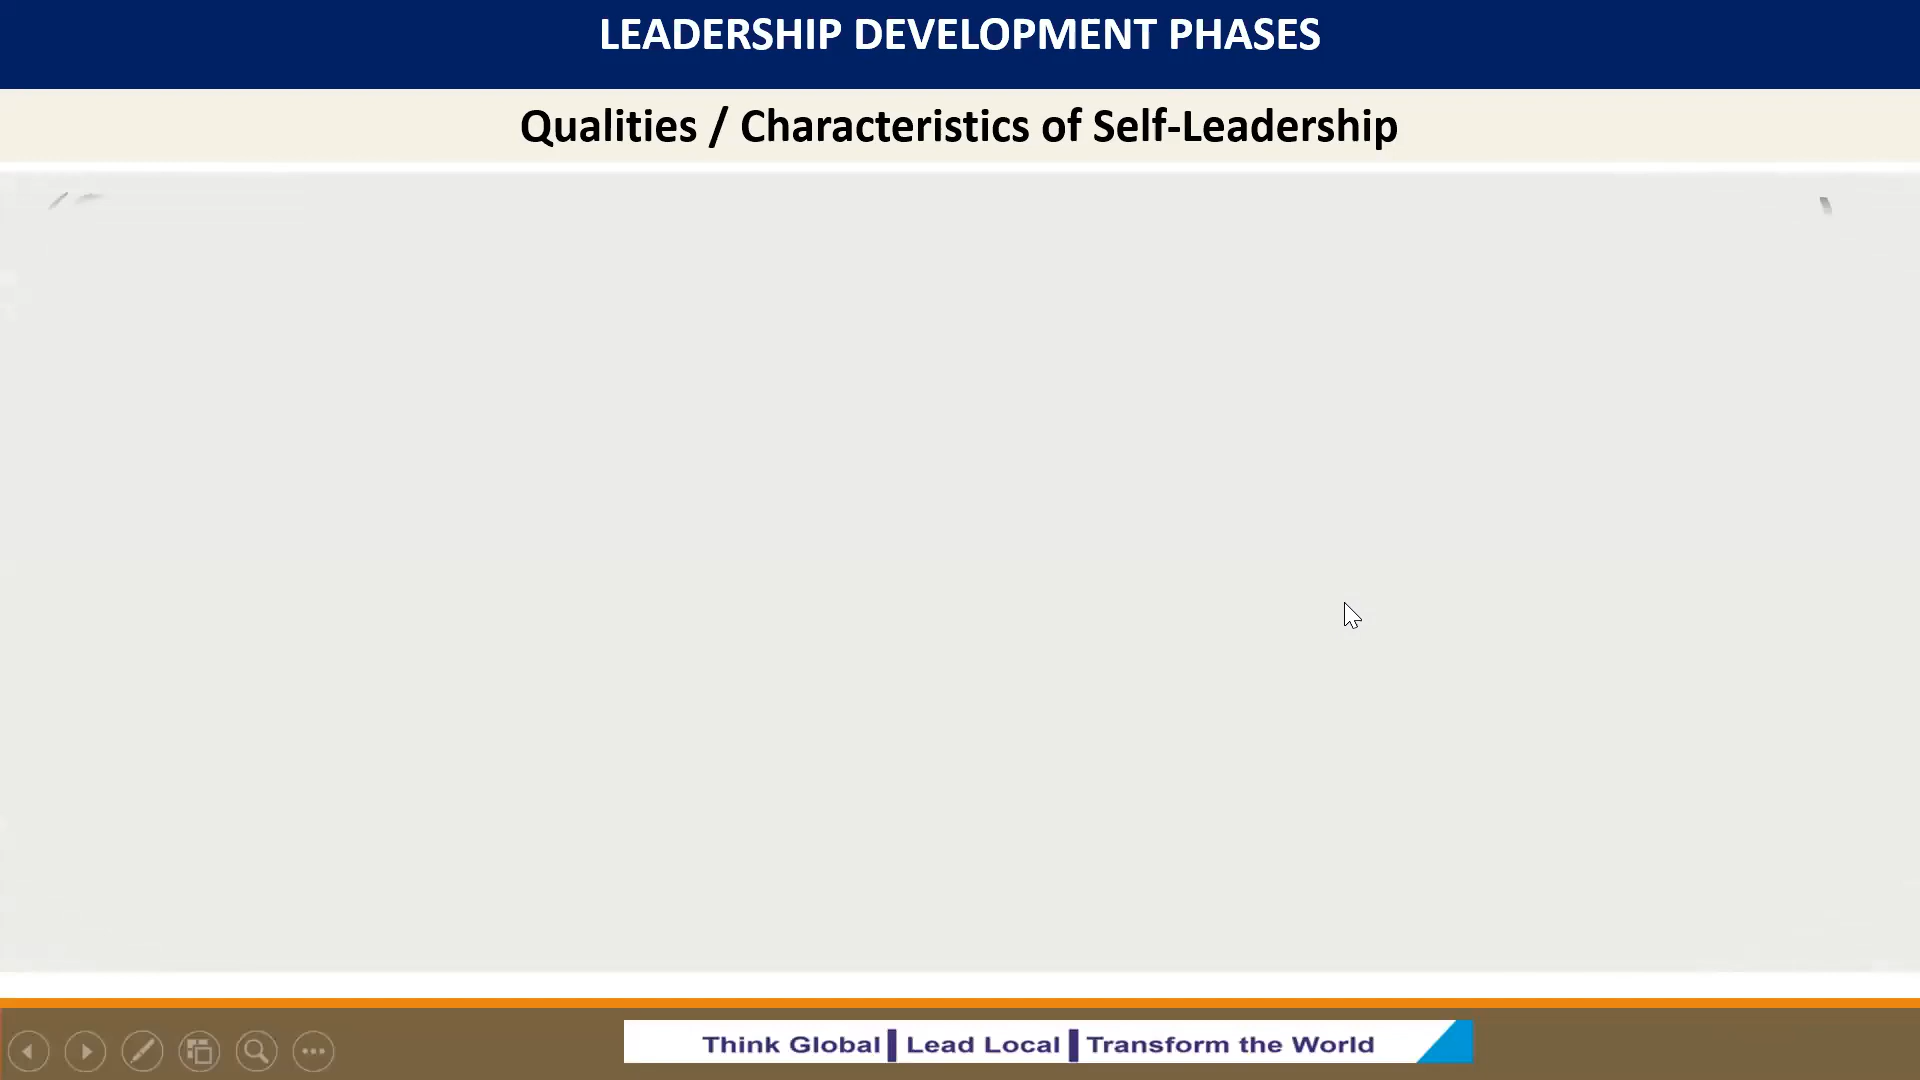 LEADERSHIP DEVELOPMENT PHASES
Qualities / Characteristics of Self-Leadership
Think Global | Lead Local | Transform the World